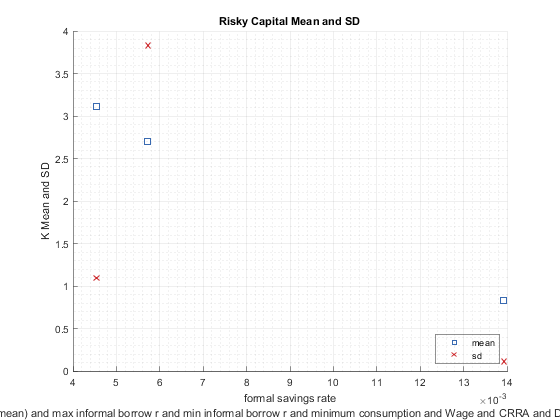 Risky Capital Mean and SD
4
3.5
3
2.5
2
1.5
1
0.5
0
K Mean and SD
mean
sd
4 5 6 7 8 9 10 11 12 13 14
formal savings rate
×10⁻³
mean) and max informal borrow r and min informal borrow r and minimum consumption and Wage and CRRA and